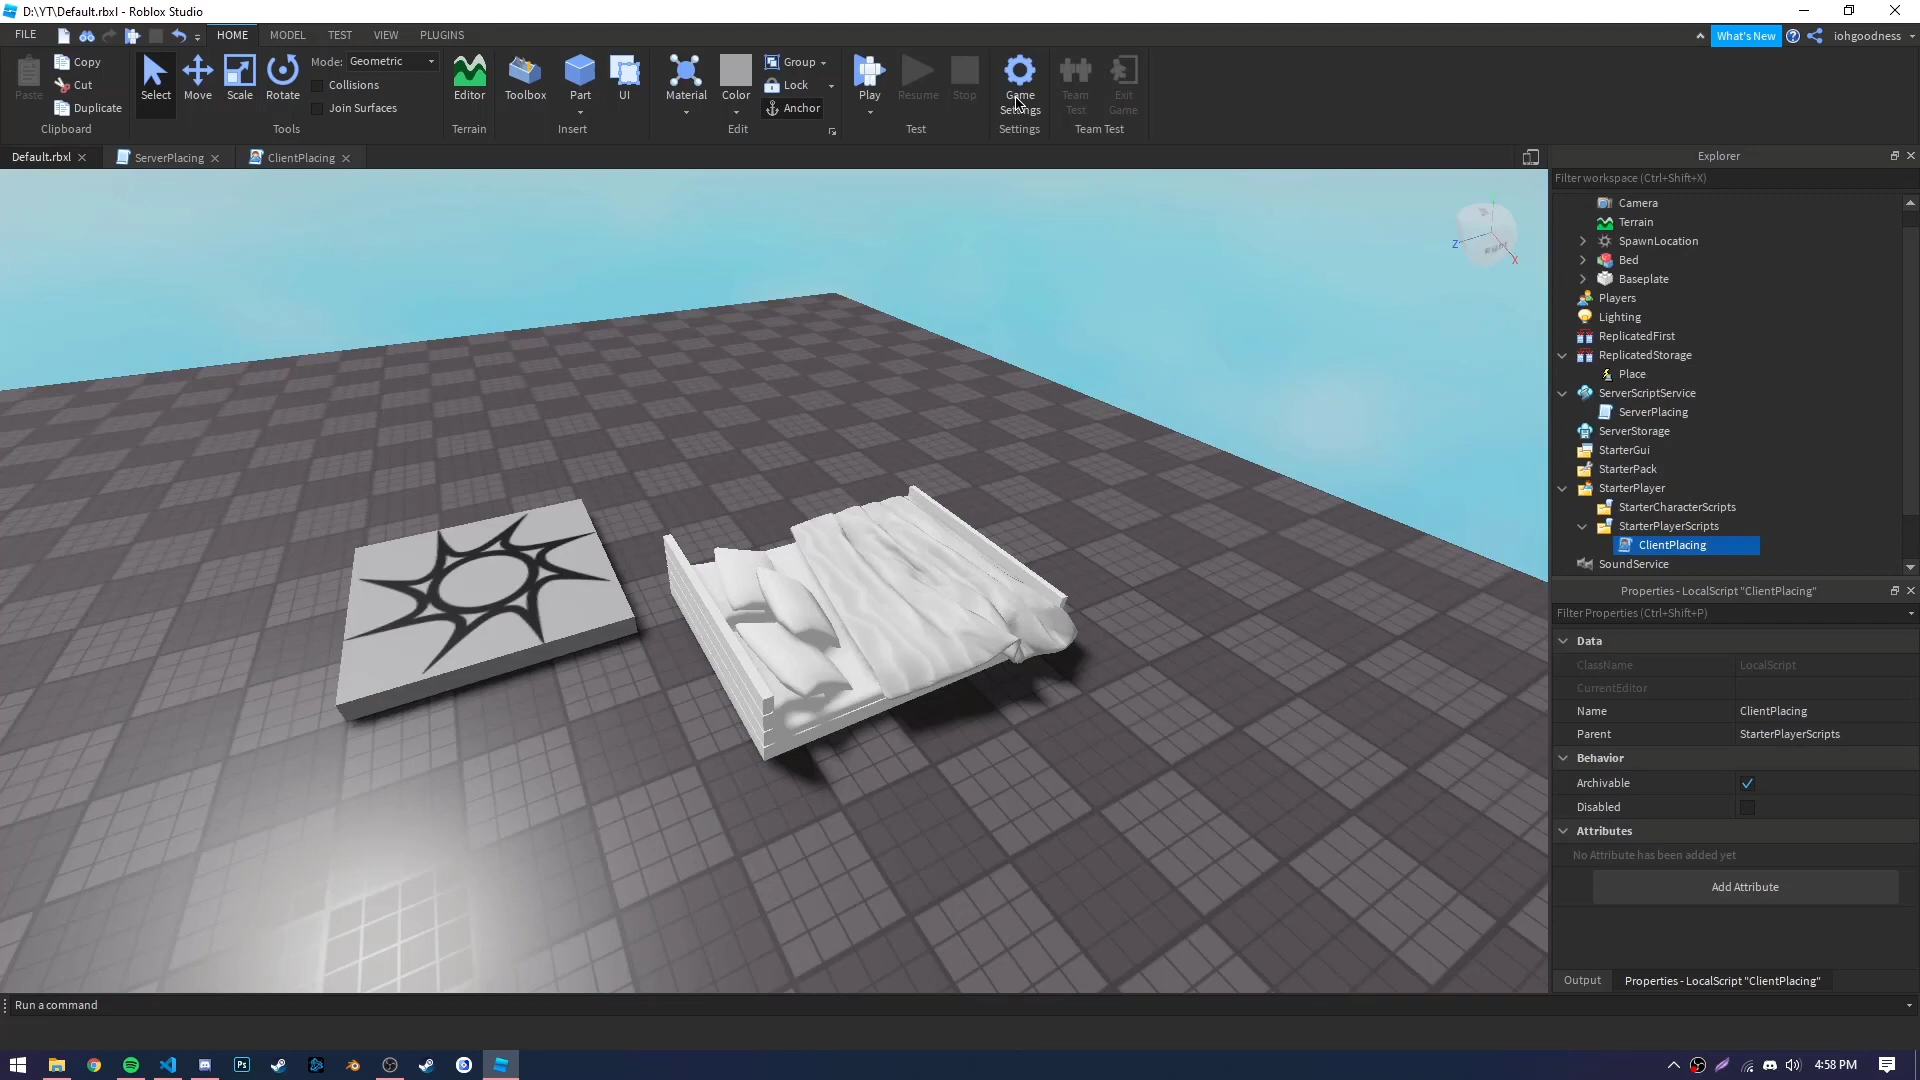 D:\YT\Default.rbxl - Roblox Studio
FILE HOME MODEL TEST VIEW PLUGINS What's New iohgoodness
Paste Copy Cut Duplicate Clipboard
Select Move Scale Rotate Mode: Geometric Collisions Join Surfaces Tools
Editor Terrain
Toolbox Part UI Insert
Material Color Group Lock Anchor Edit
Play Resume Stop Test
Game Settings Settings
Team Test Exit Game Team Test
Default.rbxl ServerPlacing ClientPlacing
Z X
Explorer
Filter workspace (Ctrl+Shift+X)
Camera
Terrain
SpawnLocation
Bed
Baseplate
Players
Lighting
ReplicatedFirst
ReplicatedStorage
Place
ServerScriptService
ServerPlacing
ServerStorage
StarterGui
StarterPack
StarterPlayer
StarterCharacterScripts
StarterPlayerScripts
ClientPlacing
SoundService
Properties - LocalScript "ClientPlacing"
Filter Properties (Ctrl+Shift+P)
Data
ClassName LocalScript
CurrentEditor
Name ClientPlacing
Parent StarterPlayerScripts
Behavior
Archivable
Disabled
Attributes
No Attribute has been added yet
Add Attribute
Output Properties - LocalScript "ClientPlacing"
Run a command
Ps
4:58 PM